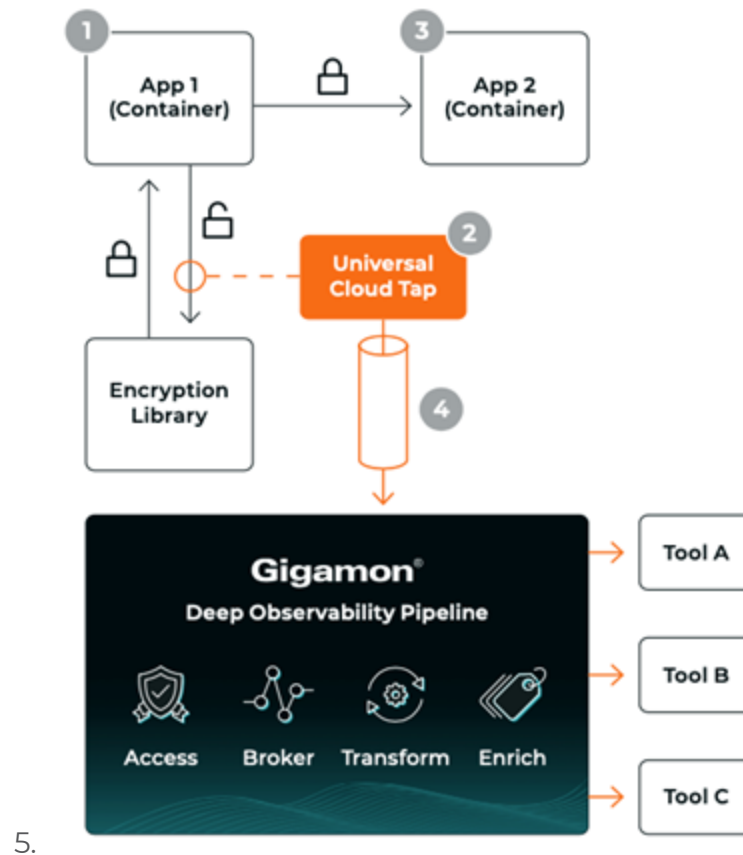 1
3
App 1
(Container)
App 2
(Container)
2
Universal
Cloud Tap
Encryption
Library
4
Gigamon®
Deep Observability Pipeline
Access
Broker
Transform
Enrich
Tool A
Tool B
Tool C
5.